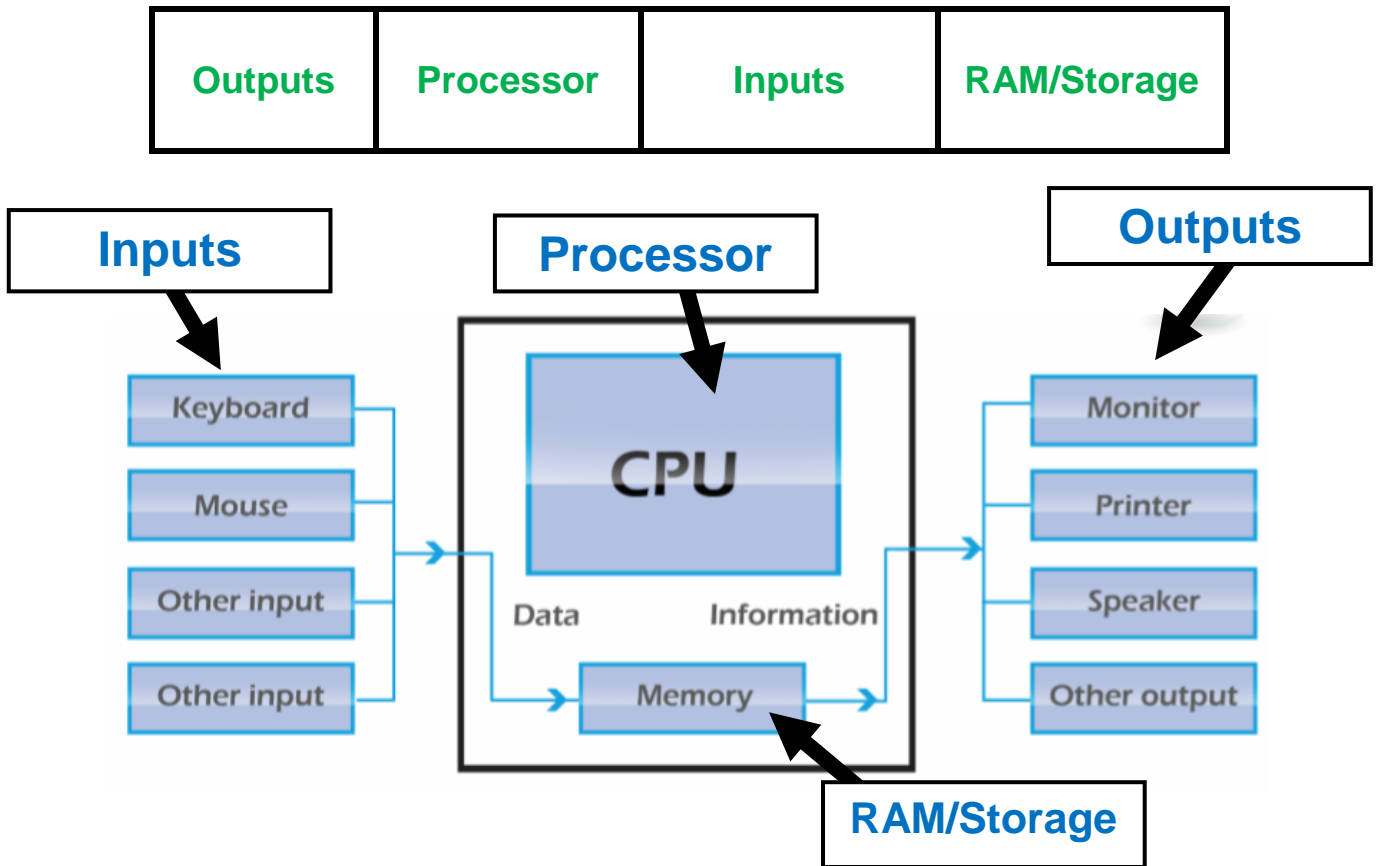 Outputs Processor Inputs RAM/Storage
Inputs
Processor
Outputs
Keyboard
Mouse
Other input
Other input
CPU
Data
Information
Memory
Monitor
Printer
Speaker
Other output
RAM/Storage